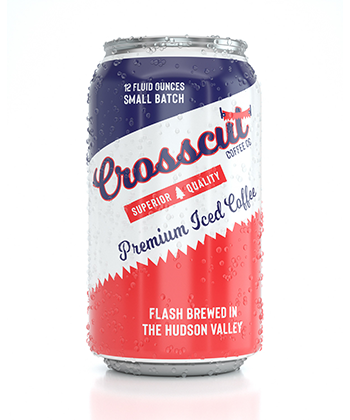 12 FLUID OUNCES
SMALL BATCH
Crosscut
COFFEE CO
SUPERIOR QUALITY
Premium Iced Coffee
FLASH BREWED IN
THE HUDSON VALLEY